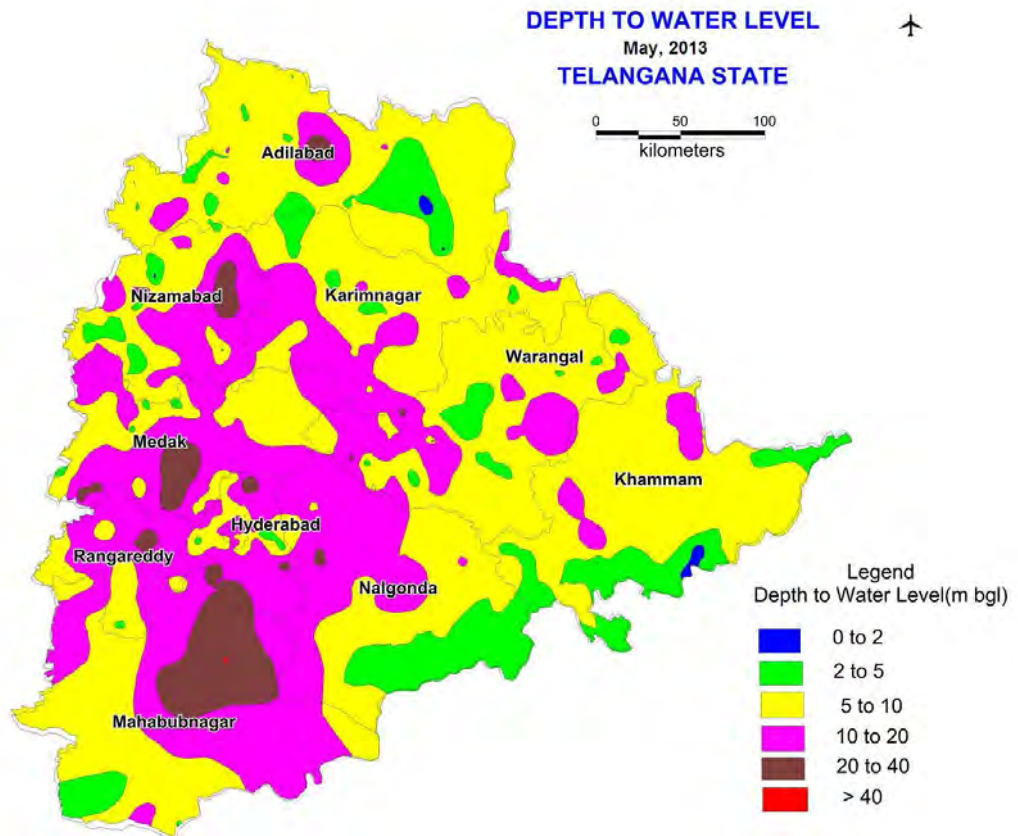 DEPTH TO WATER LEVEL
May, 2013
TELANGANA STATE
0 50 100
kilometers
Adilabad
Nizamabad
Karimnagar
Warangal
Medak
Khammam
Hyderabad
Rangareddy
Nalgonda
Mahabubnagar
Legend
Depth to Water Level(m bgl)
0 to 2
2 to 5
5 to 10
10 to 20
20 to 40
> 40